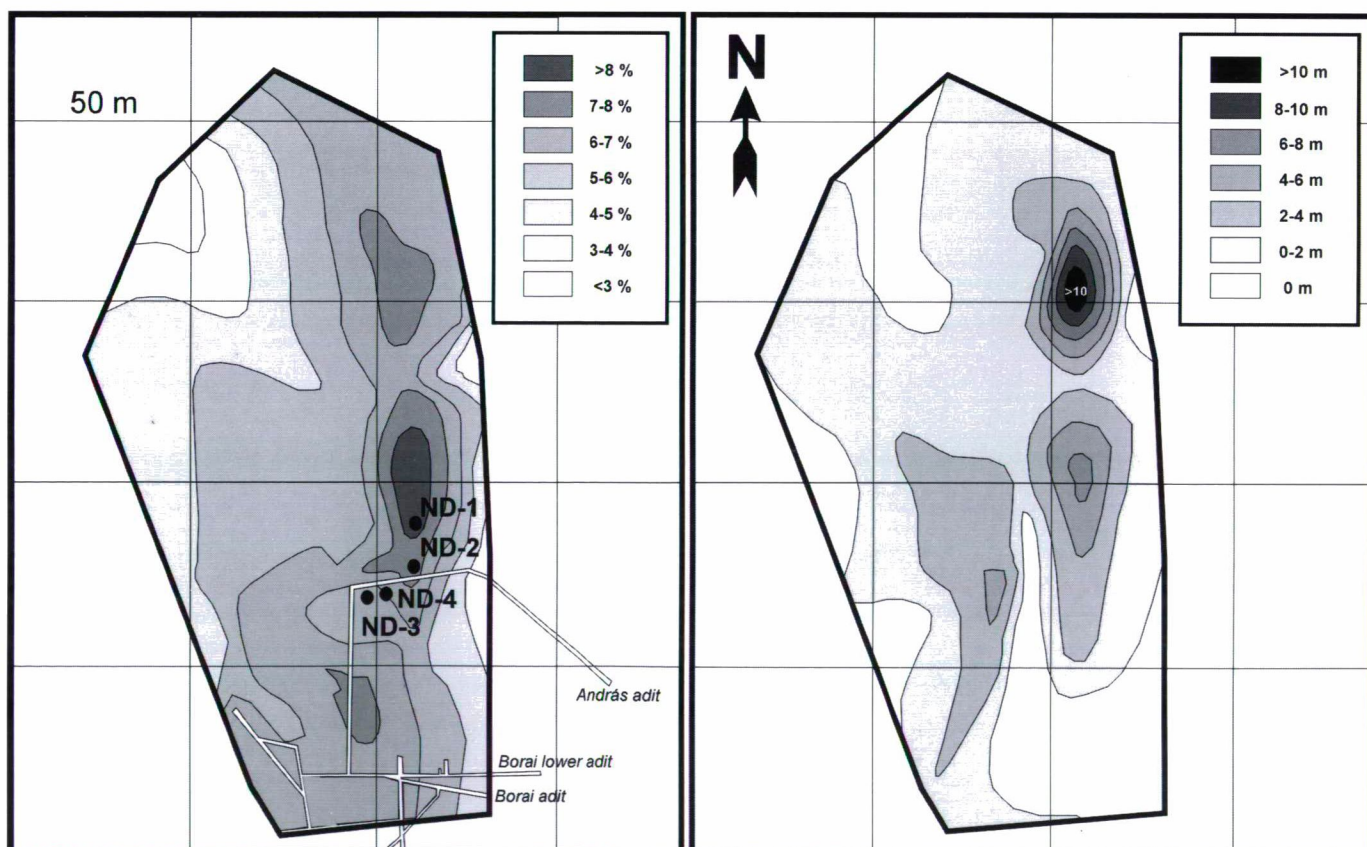 50 m
>8 %
7-8 %
6-7 %
5-6 %
4-5 %
3-4 %
<3 %
ND-1
ND-2
ND-4
ND-3
András adit
Borai lower adit
Borai adit
N
>10 m
8-10 m
6-8 m
4-6 m
2-4 m
0-2 m
0 m
>10